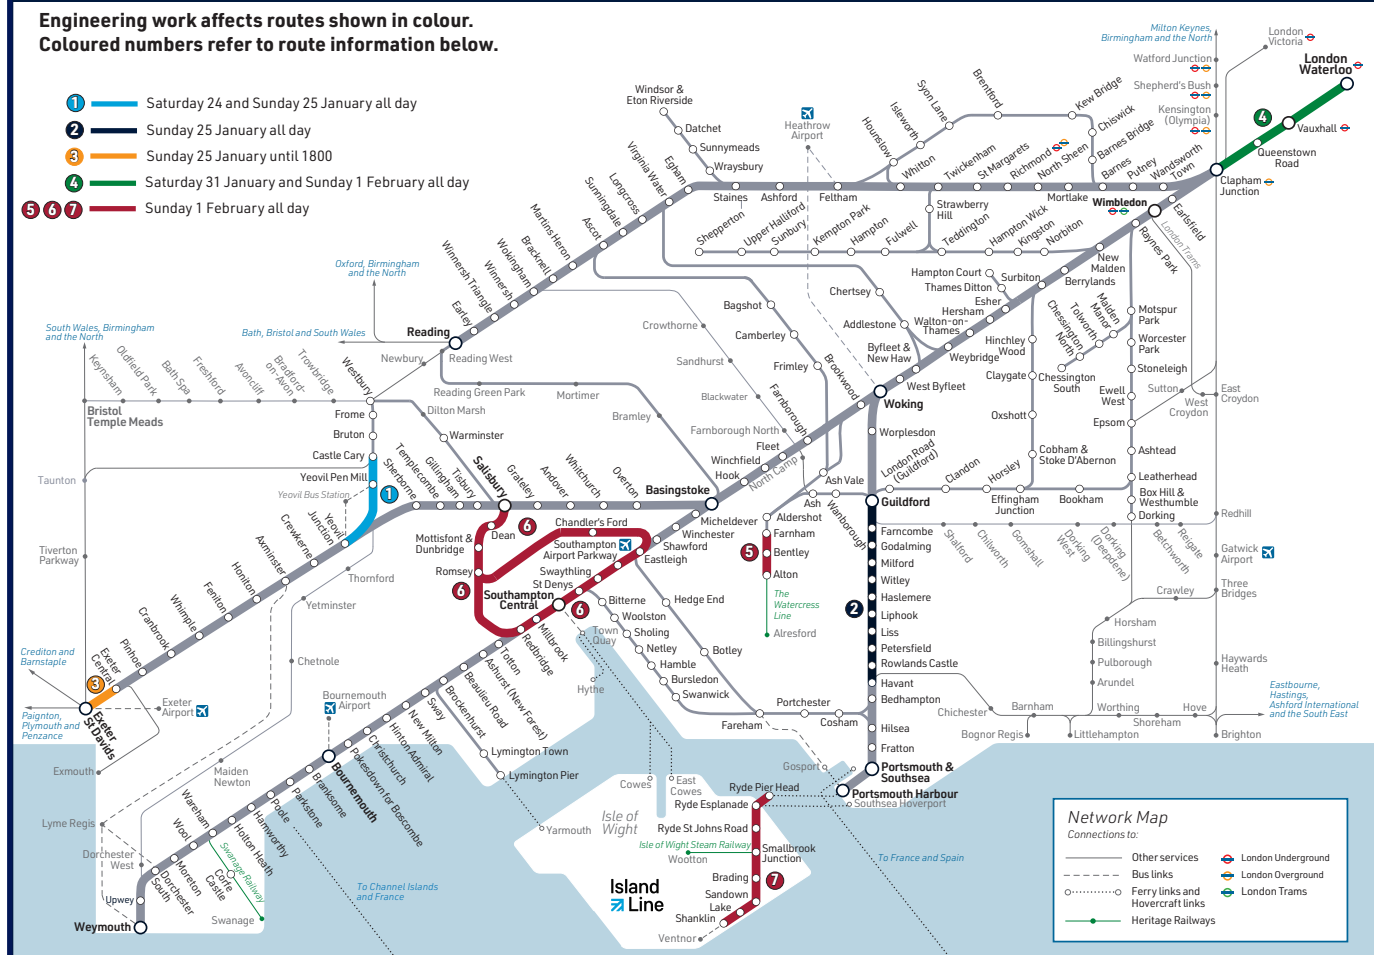 Engineering work affects routes shown in colour.
Coloured numbers refer to route information below.
1 Saturday 24 and Sunday 25 January all day
2 Sunday 25 January all day
3 Sunday 25 January until 1800
4 Saturday 31 January and Sunday 1 February all day
5 6 7 Sunday 1 February all day
Milton Keynes,
Birmingham and the North
London
Victoria
London
Waterloo
Watford Junction
Shepherd's Bush
Kensington
(Olympia)
4
Vauxhall
Queenstown
Road
Clapham
Junction
Windsor &
Eton Riverside
Datchet
Sunnymeads
Wraysbury
Heathrow
Airport
Hounslow
Isleworth
Syon Lane
Brentford
Kew Bridge
Chiswick
Barnes Bridge
Whitton
Twickenham
St Margarets
Richmond
North Sheen
Barnes
Putney
Wandsworth
Town
Staines
Ashford
Feltham
Mortlake
Strawberry
Hill
Wimbledon
Earlsfield
London Trams
Raynes Park
Shepperton
Upper Halliford
Sunbury
Kempton Park
Hampton
Fulwell
Teddington
Hampton Wick
Kingston
Norbiton
New
Malden
Berrylands
Egham
Virginia Water
Longcross
Sunningdale
Ascot
Martins Heron
Bracknell
Wokingham
Winnersh
Winnersh Triangle
Earley
Reading
Oxford, Birmingham
and the North
Bath, Bristol and South Wales
South Wales, Birmingham
and the North
Hampton Court
Thames Ditton
Surbiton
Esher
Hersham
Walton-on-
Thames
Weybridge
Chertsey
Addlestone
Byfleet &
New Haw
West Byfleet
Woking
Hinchley
Wood
Claygate
Oxshott
Cobham &
Stoke D'Abernon
Malden
Manor
Tolworth
Chessington
North
Chessington
South
Motspur
Park
Worcester
Park
Stoneleigh
Ewell
West
Epsom
Ashtead
Leatherhead
Box Hill &
Westhumble
Dorking
Sutton
West
Croydon
East
Croydon
Bagshot
Camberley
Frimley
Brookwood
Crowthorne
Sandhurst
Blackwater
Farnborough North
Farnborough
Fleet
Winchfield
Hook
North Camp
Ash Vale
Ash
Wanborough
Newbury
Reading West
Reading Green Park
Mortimer
Bramley
Keynsham
Oldfield Park
Bath Spa
Freshford
Avoncliff
Bradford-
on-Avon
Trowbridge
Westbury
Bristol
Temple Meads
Dilton Marsh
Warminster
Frome
Bruton
Castle Cary
Yeovil Pen Mill
Yeovil Bus Station
1
Yeovil
Junction
Taunton
Tiverton
Parkway
Sherborne
Templecombe
Gillingham
Tisbury
Salisbury
Grateley
Andover
Whitchurch
Overton
Basingstoke
Micheldever
Winchester
Shawford
Eastleigh
Crewkerne
Axminster
Honiton
Feniton
Whimple
Cranbrook
Pinhoe
Exeter
Central
3
Exeter
St Davids
Exeter
Airport
Crediton and
Barnstaple
Paignton,
Plymouth and
Penzance
Exmouth
Thornford
Yetminster
Chetnole
Maiden
Newton
Dorchester
West
Lyme Regis
Dean
6
Mottisfont &
Dunbridge
Romsey
6
Chandler's Ford
Southampton
Airport Parkway
Swaythling
St Denys
Southampton
Central
6
Millbrook
Redbridge
Totton
Ashurst (New Forest)
Beaulieu Road
Brockenhurst
Sway
New Milton
Hinton Admiral
Christchurch
Pokesdown for Boscombe
Bournemouth
Bournemouth
Airport
Branksome
Parkstone
Poole
Hamworthy
Holton Heath
Wareham
Wool
Moreton
Dorchester
South
Upwey
Weymouth
Corfe
Castle
Swanage Railway
Swanage
Lymington Town
Lymington Pier
Yarmouth
Bitterne
Woolston
Sholing
Netley
Hamble
Bursledon
Swanwick
Town
Quay
Hythe
Hedge End
Botley
Fareham
Portchester
Cosham
Worplesdon
London Road
(Guildford)
Clandon
Horsley
Effingham
Junction
Bookham
Guildford
Aldershot
Farnham
5
Bentley
Alton
The
Watercress
Line
Alresford
Farncombe
Godalming
Milford
Witley
Haslemere
2
Liphook
Liss
Petersfield
Rowlands Castle
Havant
Bedhampton
Hilsea
Fratton
Portsmouth &
Southsea
Portsmouth Harbour
Southsea Hoverport
Gosport
Shalford
Chilworth
Gomshall
Dorking
West
Dorking
(Deepdene)
Betchworth
Reigate
Redhill
Gatwick
Airport
Three
Bridges
Crawley
Horsham
Billingshurst
Pulborough
Arundel
Haywards
Heath
Chichester
Barnham
Bognor Regis
Littlehampton
Worthing
Shoreham
Hove
Brighton
Eastbourne,
Hastings,
Ashford International
and the South East
Cowes
East
Cowes
Isle of
Wight
Ryde Pier Head
Ryde Esplanade
Ryde St Johns Road
Isle of Wight Steam Railway
Wootton
Smallbrook
Junction
Brading
7
Sandown
Lake
Shanklin
Ventnor
Island
Line
To Channel Islands
and France
To France and Spain
Network Map
Connections to:
Other services
Bus links
Ferry links and
Hovercraft links
Heritage Railways
London Underground
London Overground
London Trams